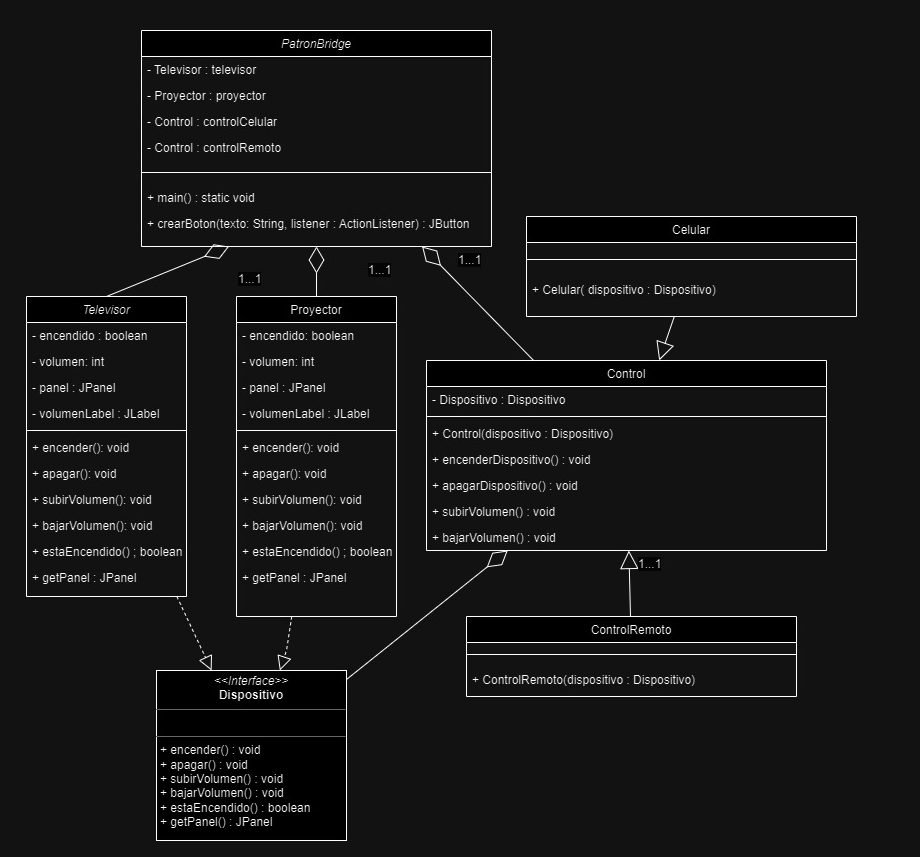 PatronBridge
- Televisor : televisor
- Proyector : proyector
- Control : controlCelular
- Control : controlRemoto
+ main() : static void
+ crearBoton(texto: String, listener : ActionListener) : JButton
1...1
1...1
1...1
Celular
+ Celular( dispositivo : Dispositivo)
Televisor
- encendido : boolean
- volumen: int
- panel : JPanel
- volumenLabel : JLabel
+ encender(): void
+ apagar(): void
+ subirVolumen(): void
+ bajarVolumen(): void
+ estaEncendido() ; boolean
+ getPanel : JPanel
Proyector
- encendido: boolean
- volumen: int
- panel : JPanel
- volumenLabel : JLabel
+ encender(): void
+ apagar(): void
+ subirVolumen(): void
+ bajarVolumen(): void
+ estaEncendido() ; boolean
+ getPanel : JPanel
Control
- Dispositivo : Dispositivo
+ Control(dispositivo : Dispositivo)
+ encenderDispositivo() : void
+ apagarDispositivo() : void
+ subirVolumen() : void
+ bajarVolumen() : void
1...1
ControlRemoto
+ ControlRemoto(dispositivo : Dispositivo)
<<Interface>>
Dispositivo
+ encender() : void
+ apagar() : void
+ subirVolumen() : void
+ bajarVolumen() : void
+ estaEncendido() : boolean
+ getPanel() : JPanel